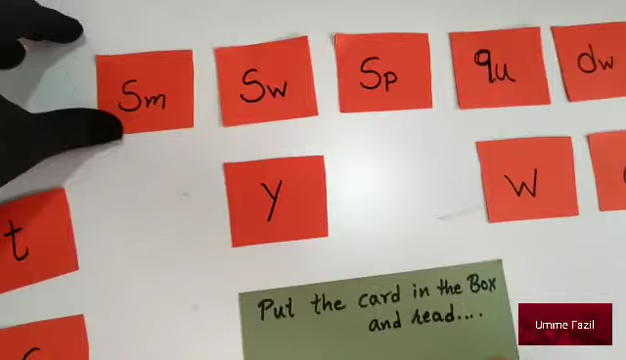 Sm Sw Sp qu dw
y w
t
Put the card in the Box
and read....
Umme Fazil